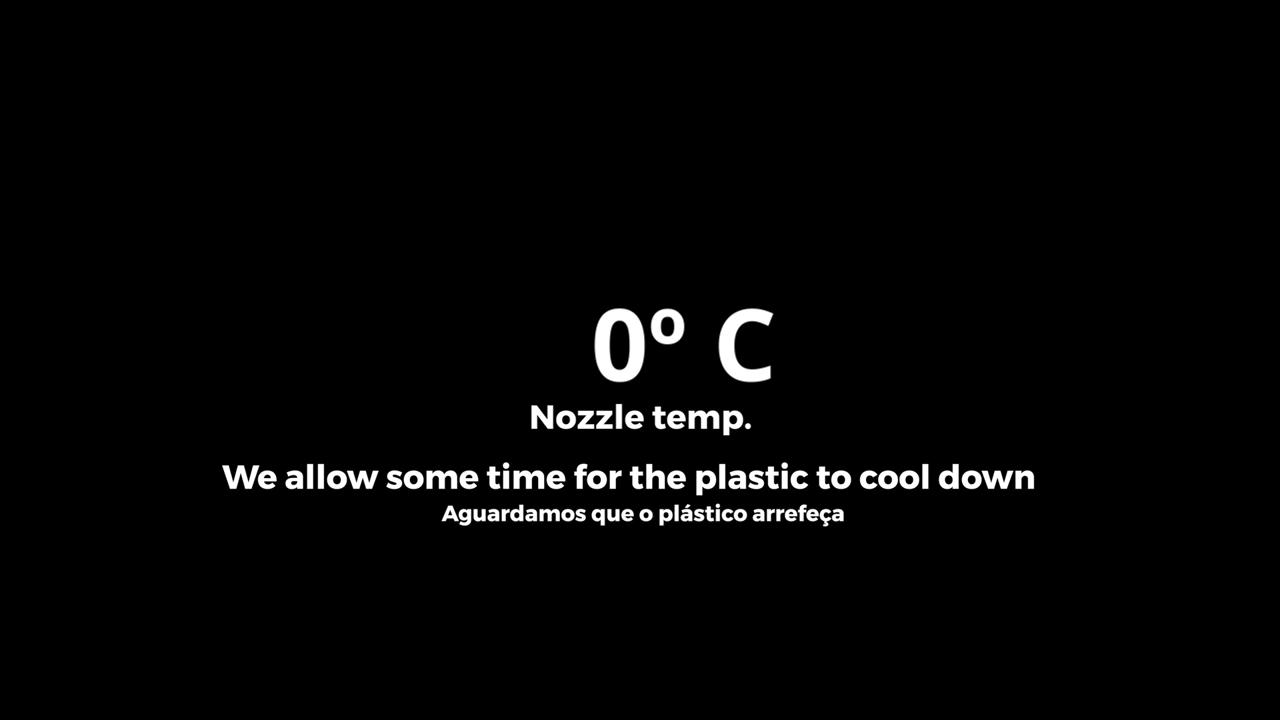 0º C
Nozzle temp.
We allow some time for the plastic to cool down
Aguardamos que o plástico arrefeça